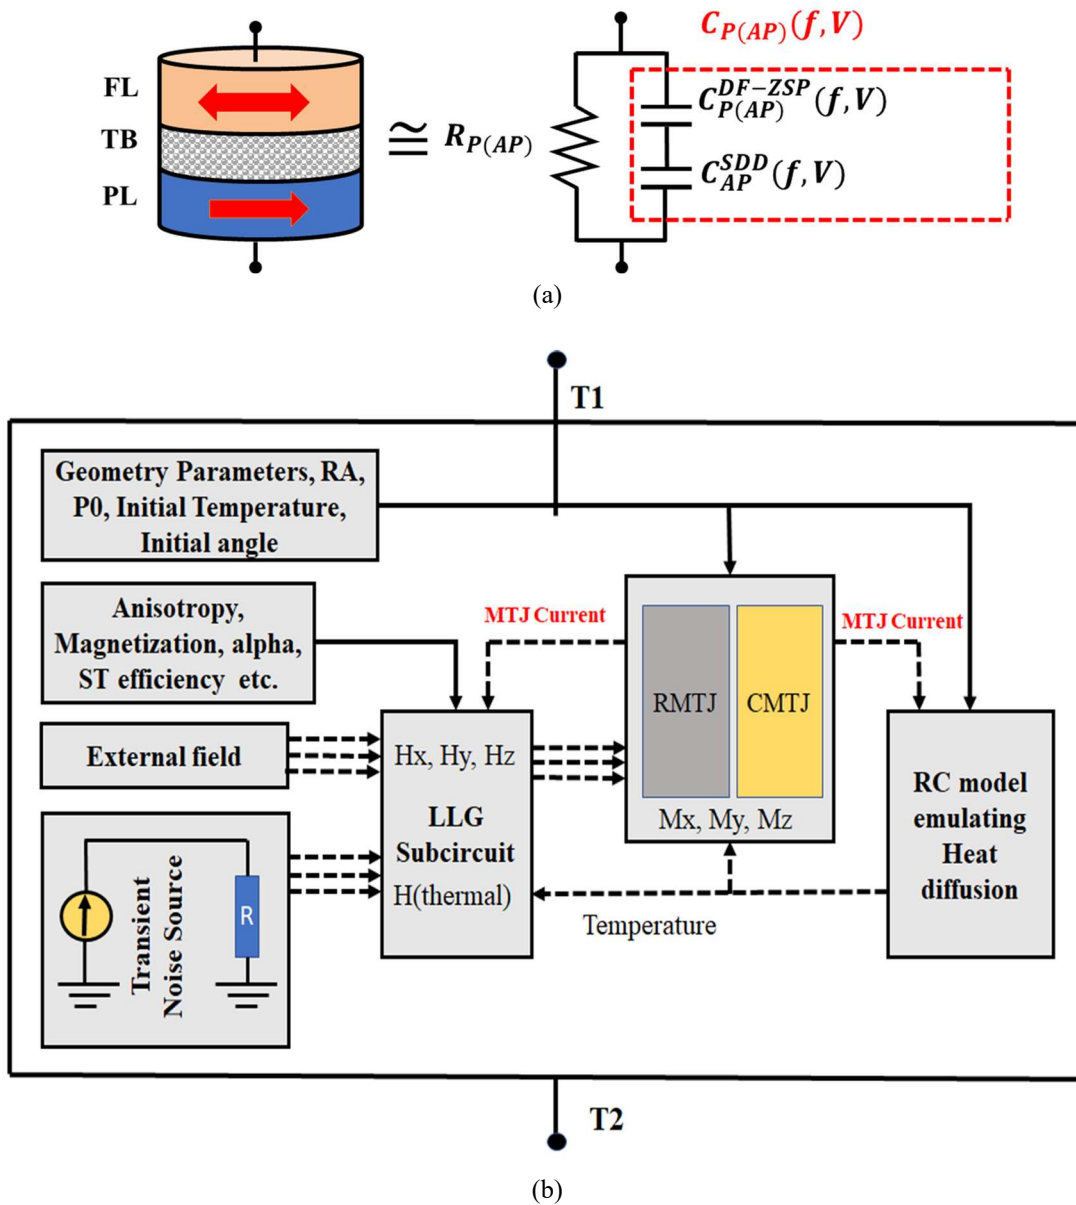 C_{P(AP)}(f,V)
FL
TB
PL
≅ R_{P(AP)}
C_{P(AP)}^{DF-ZSP}(f,V)
C_{AP}^{SDD}(f,V)
(a)
T1
Geometry Parameters, RA,
P0, Initial Temperature,
Initial angle
Anisotropy,
Magnetization, alpha,
ST efficiency etc.
External field
Transient
Noise Source
R
MTJ Current
Hx, Hy, Hz
LLG
Subcircuit
H(thermal)
RMTJ
CMTJ
Mx, My, Mz
MTJ Current
RC model
emulating
Heat
diffusion
Temperature
T2
(b)